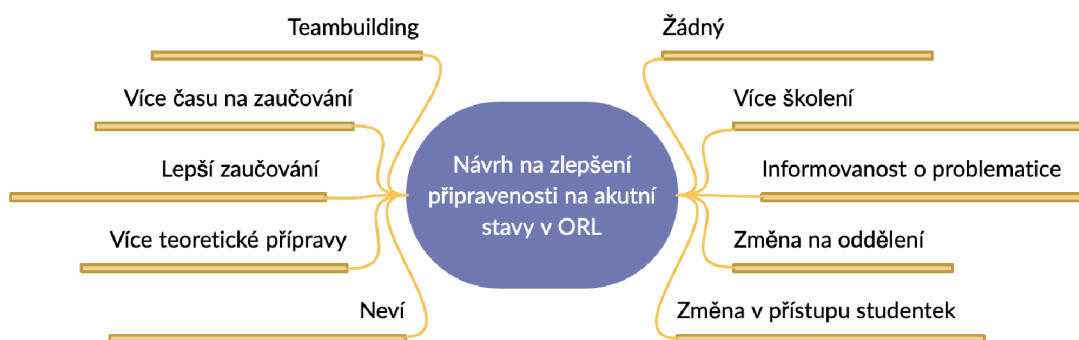 Teambuilding
Více času na zaučování
Lepší zaučování
Více teoretické přípravy
Neví
Návrh na zlepšení
připravenosti na akutní
stavy v ORL
Žádný
Více školení
Informovanost o problematice
Změna na oddělení
Změna v přístupu studentek